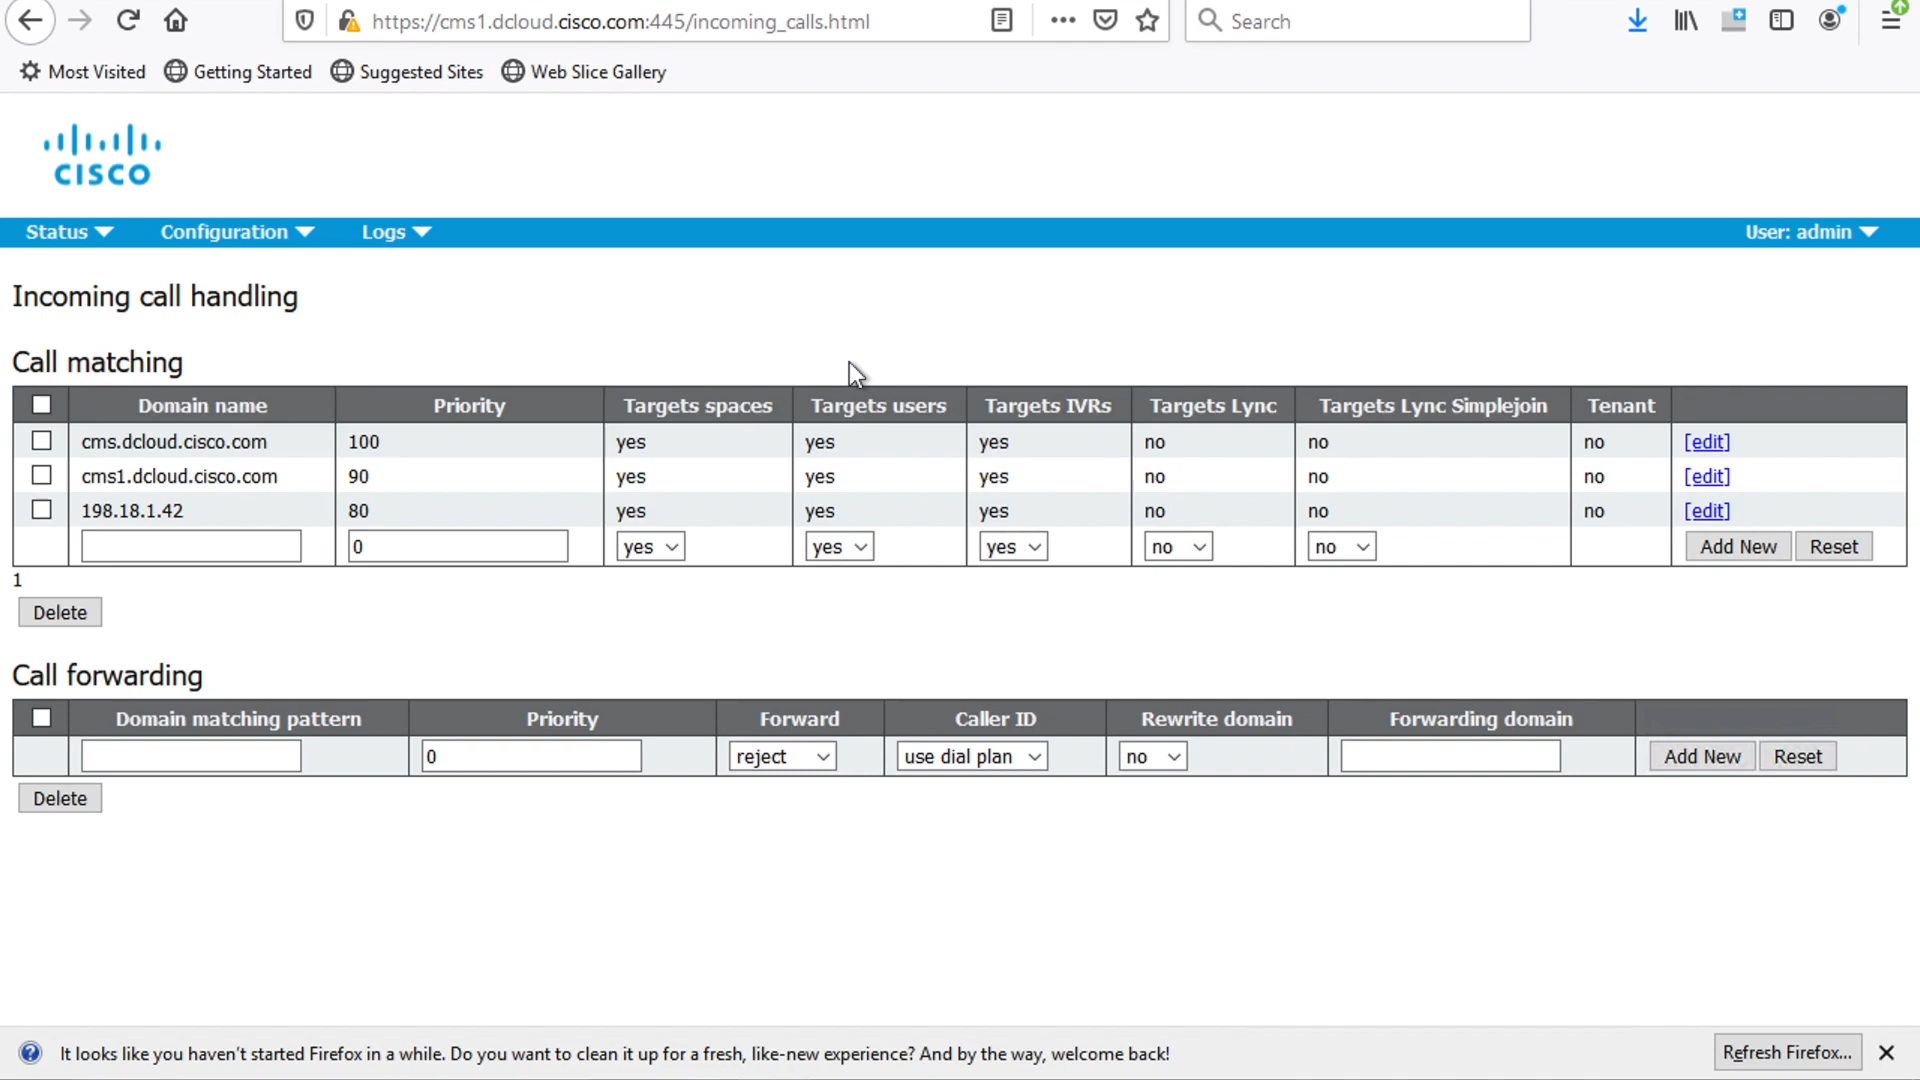 https://cms1.dcloud.cisco.com:445/incoming_calls.html Search
Most Visited Getting Started Suggested Sites Web Slice Gallery
CISCO
Status Configuration Logs User: admin
Incoming call handling
Call matching
Domain name Priority Targets spaces Targets users Targets IVRs Targets Lync Targets Lync Simplejoin Tenant
cms.dcloud.cisco.com 100 yes yes yes no no no [edit]
cms1.dcloud.cisco.com 90 yes yes yes no no no [edit]
198.18.1.42 80 yes yes yes no no no [edit]
0 yes yes yes no no Add New Reset
1
Delete
Call forwarding
Domain matching pattern Priority Forward Caller ID Rewrite domain Forwarding domain
0 reject use dial plan no Add New Reset
Delete
It looks like you haven't started Firefox in a while. Do you want to clean it up for a fresh, like-new experience? And by the way, welcome back! Refresh Firefox...